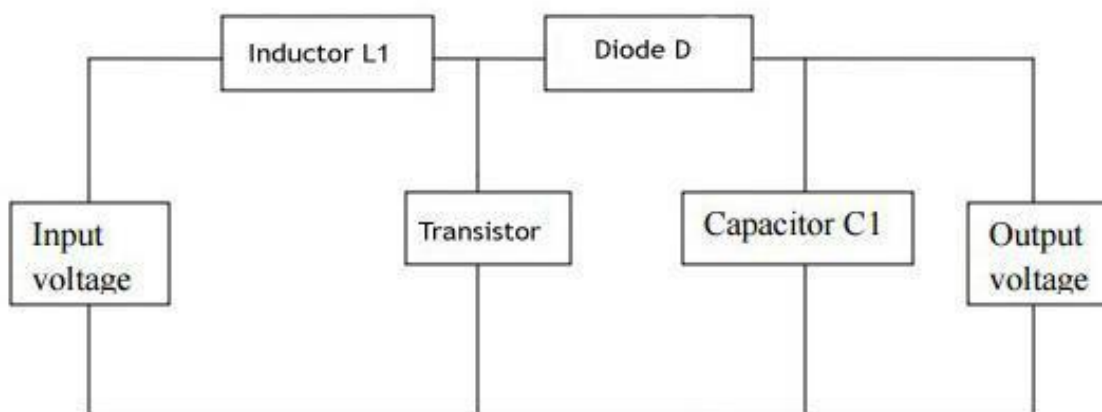 Inductor L1
Diode D
Input
voltage
Transistor
Capacitor C1
Output
voltage